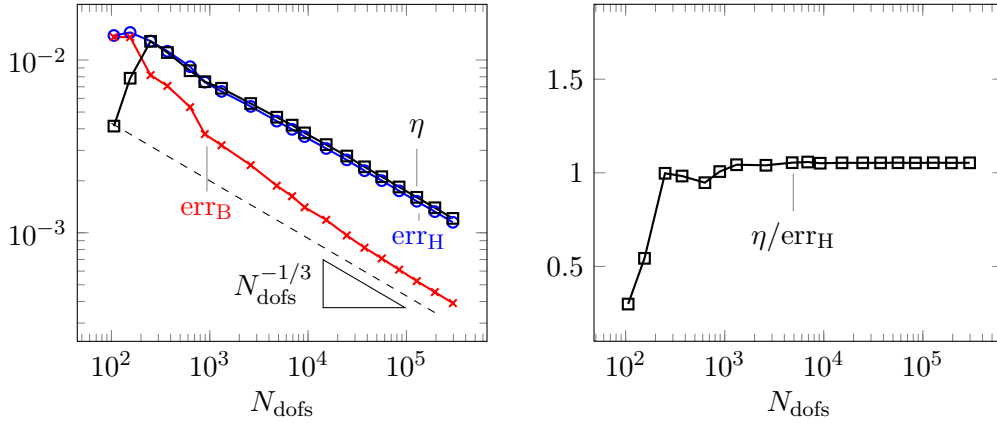 10^{-2}
10^{-3}
η
err_B
err_H
N_dofs^{-1/3}
10^2 10^3 10^4 10^5
N_dofs
1.5
1
0.5
η/err_H
10^2 10^3 10^4 10^5
N_dofs